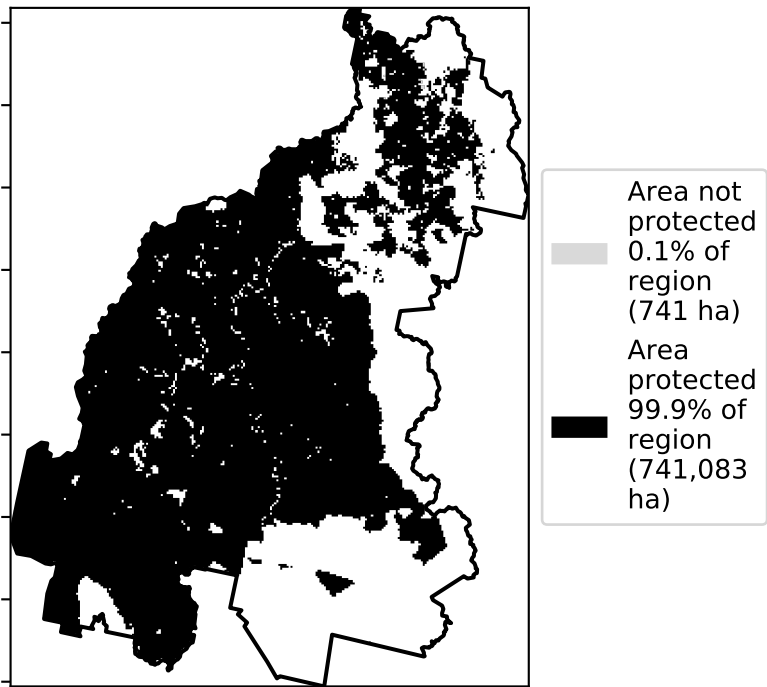 Area not
protected
0.1% of
region
(741 ha)
Area
protected
99.9% of
region
(741,083
ha)